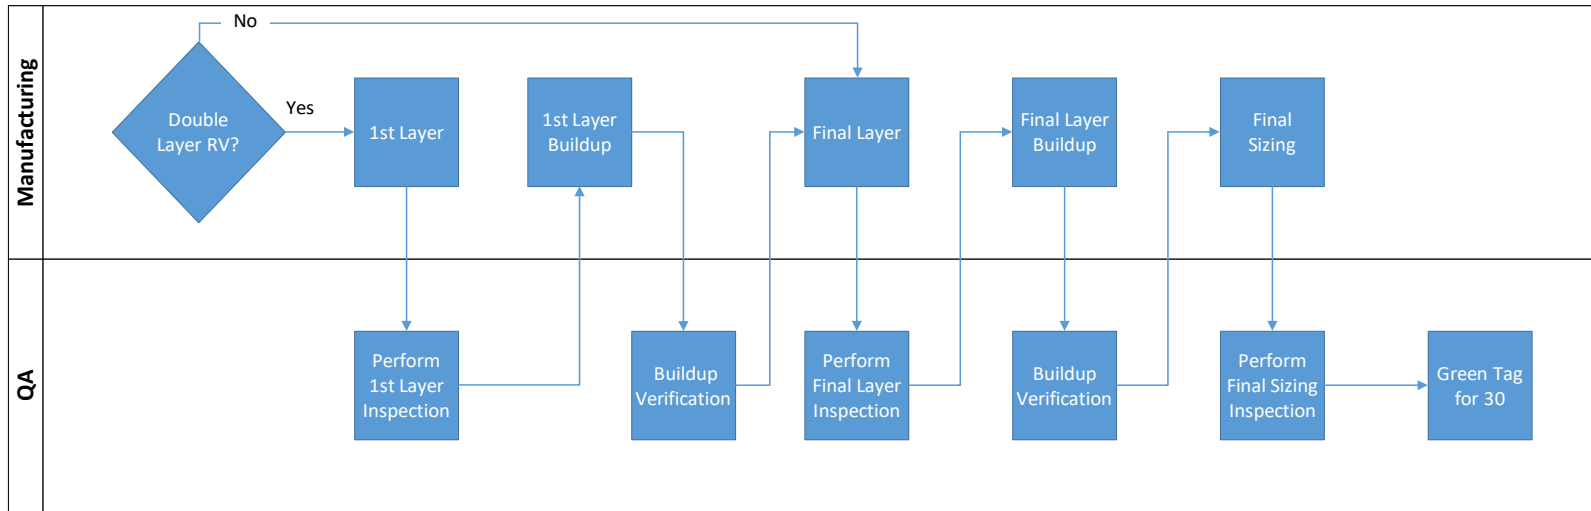 No
Manufacturing
Double
Layer RV?
Yes
1st Layer
1st Layer
Buildup
Final Layer
Final Layer
Buildup
Final
Sizing
QA
Perform
1st Layer
Inspection
Buildup
Verification
Perform
Final Layer
Inspection
Buildup
Verification
Perform
Final Sizing
Inspection
Green Tag
for 30